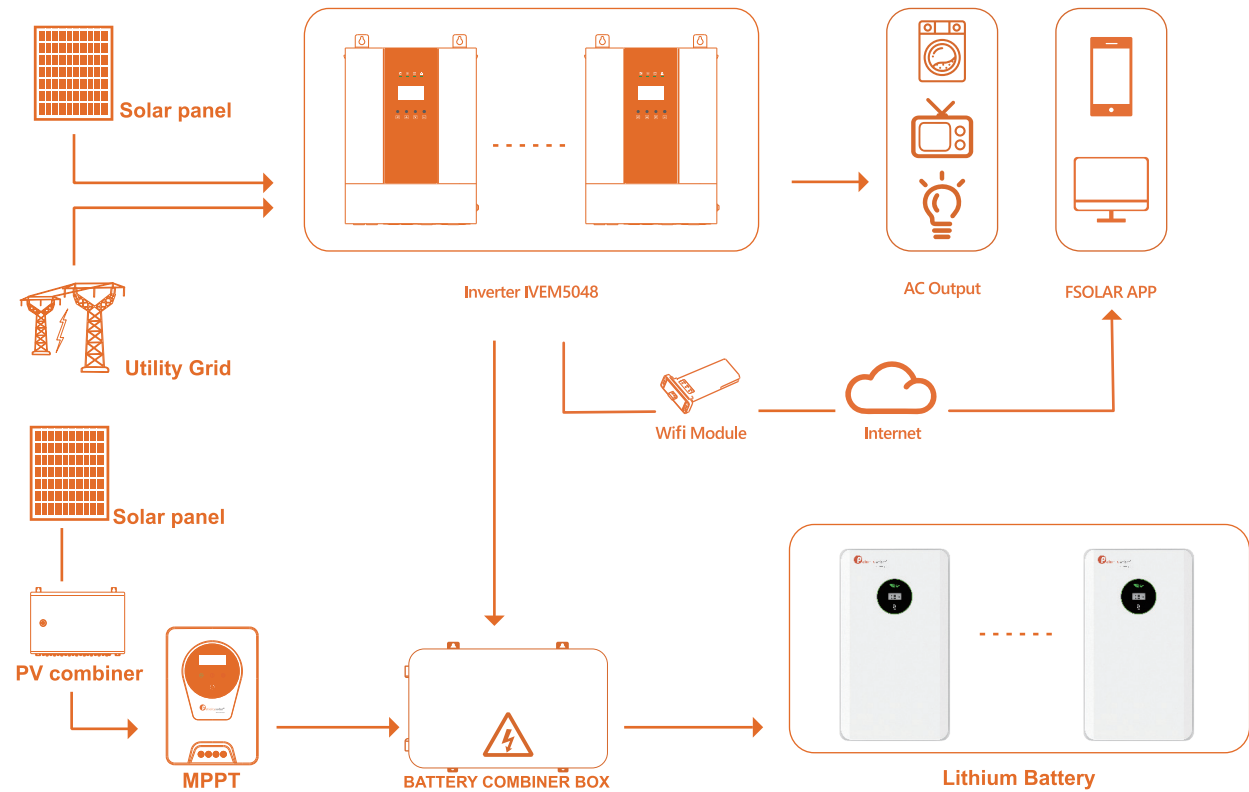 Solar panel
Inverter IVEM5048
AC Output
FSOLAR APP
Utility Grid
Wifi Module
Internet
Solar panel
PV combiner
MPPT
BATTERY COMBINER BOX
Lithium Battery